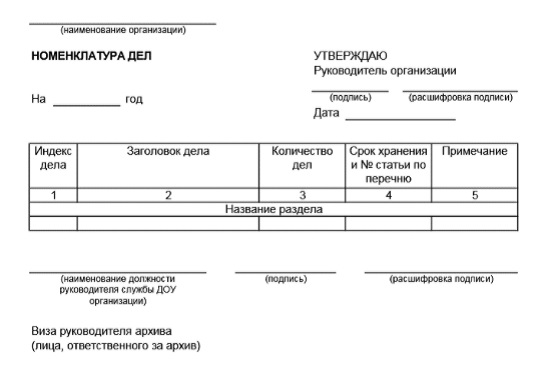 (наименование организации)
НОМЕНКЛАТУРА ДЕЛ
УТВЕРЖДАЮ
Руководитель организации
На год
(подпись) (расшифровка подписи)
Дата
Индекс дела Заголовок дела Количество дел Срок хранения и № статьи по перечню Примечание
1 2 3 4 5
Название раздела
(наименование должности
руководителя службы ДОУ
организации)
(подпись) (расшифровка подписи)
Виза руководителя архива
(лица, ответственного за архив)